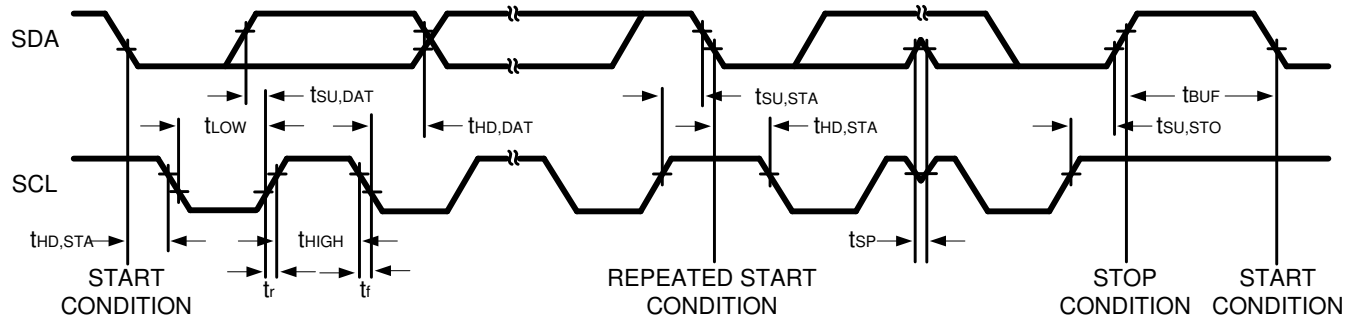 SDA
tSU,DAT
tLOW
tHD,DAT
tSU,STA
tHD,STA
tBUF
tSU,STO
SCL
tHD,STA
tHIGH
tr
tf
tSP
START
CONDITION
REPEATED START
CONDITION
STOP
CONDITION
START
CONDITION